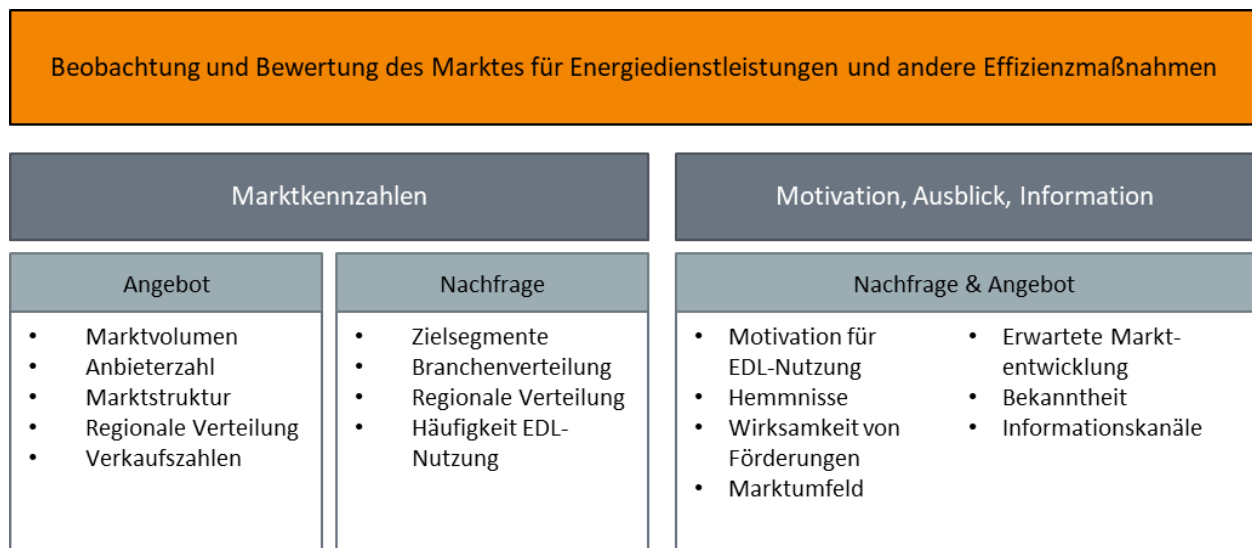 Beobachtung und Bewertung des Marktes für Energiedienstleistungen und andere Effizienzmaßnahmen
Marktkennzahlen
Motivation, Ausblick, Information
Angebot
Nachfrage
Nachfrage & Angebot
• Marktvolumen
• Anbieterzahl
• Marktstruktur
• Regionale Verteilung
• Verkaufszahlen
• Zielsegmente
• Branchenverteilung
• Regionale Verteilung
• Häufigkeit EDL-
Nutzung
• Motivation für
EDL-Nutzung
• Hemmnisse
• Wirksamkeit von
Förderungen
• Marktumfeld
• Erwartete Markt-
entwicklung
• Bekanntheit
• Informationskanäle